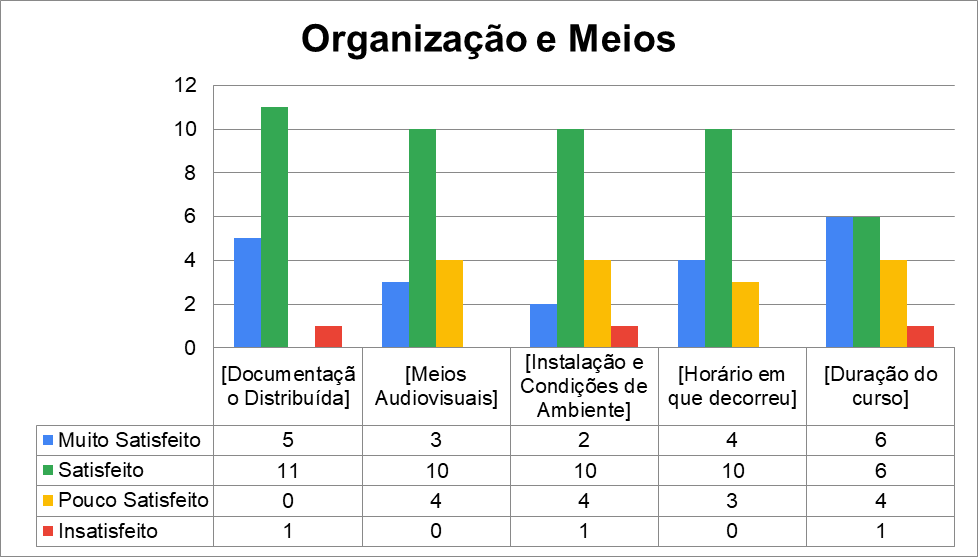 Organização e Meios
12
10
8
6
4
2
0
[Documentaçã
o Distribuída]
[Meios
Audiovisuais]
[Instalação e
Condições de
Ambiente]
[Horário em
que decorreu]
[Duração do
curso]
Muito Satisfeito 5 3 2 4 6
Satisfeito 11 10 10 10 6
Pouco Satisfeito 0 4 4 3 4
Insatisfeito 1 0 1 0 1